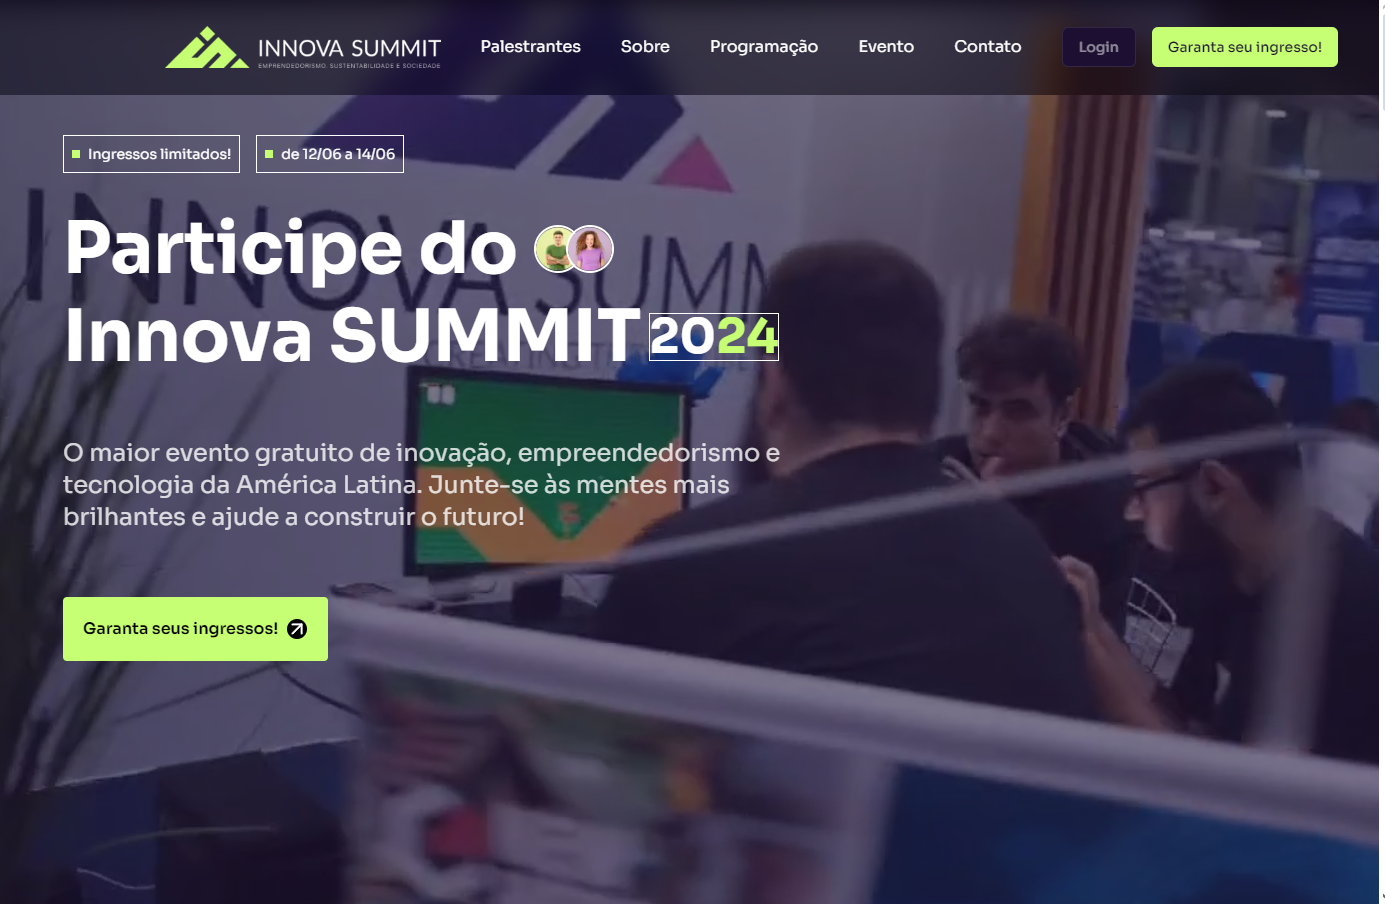 INNOVA SUMMIT
EMPREENDEDORISMO, SUSTENTABILIDADE E SOCIEDADE
Palestrantes
Sobre
Programação
Evento
Contato
Login
Garanta seu ingresso!
Ingressos limitados!
de 12/06 a 14/06
INNOVA SUMM
Participe do
Innova SUMMIT 2024
O maior evento gratuito de inovação, empreendedorismo e
tecnologia da América Latina. Junte-se às mentes mais
brilhantes e ajude a construir o futuro!
Garanta seus ingressos!